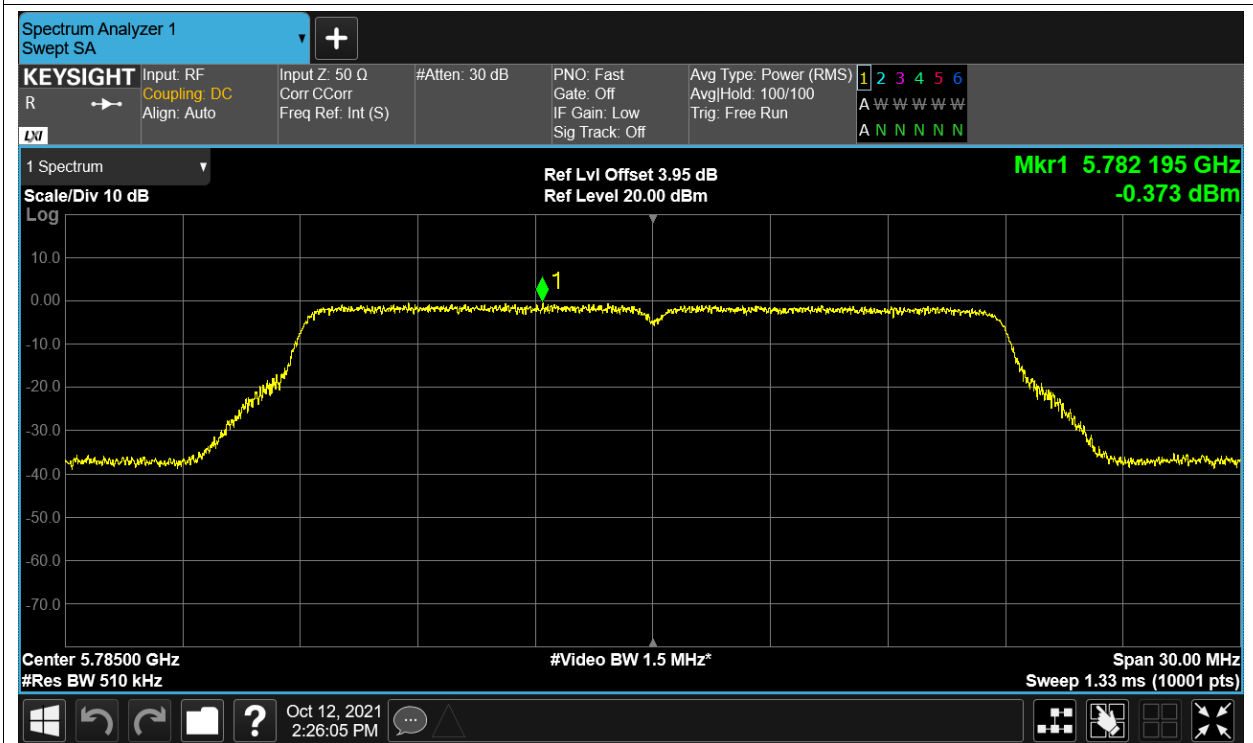 Spectrum Analyzer 1
Swept SA
+
KEYSIGHT
R
LXI
Input: RF
Coupling: DC
Align: Auto
Input Z: 50 Ω
Corr CCorr
Freq Ref: Int (S)
#Atten: 30 dB
PNO: Fast
Gate: Off
IF Gain: Low
Sig Track: Off
Avg Type: Power (RMS)
Avg|Hold: 100/100
Trig: Free Run
1 2 3 4 5 6
A W W W W W
A N N N N N
1 Spectrum
Scale/Div 10 dB
Log
Ref Lvl Offset 3.95 dB
Ref Level 20.00 dBm
Mkr1 5.782 195 GHz
-0.373 dBm
10.0
0.00
-10.0
-20.0
-30.0
-40.0
-50.0
-60.0
-70.0
1
Center 5.78500 GHz
#Res BW 510 kHz
#Video BW 1.5 MHz*
Span 30.00 MHz
Sweep 1.33 ms (10001 pts)
?
Oct 12, 2021
2:26:05 PM